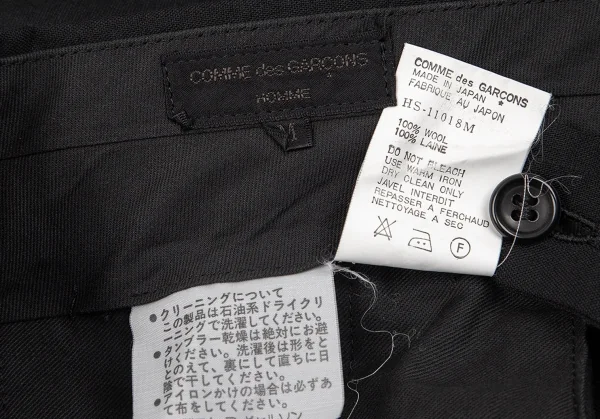 COMME des GARCONS
HOMME
M
COMME des GARCONS
MADE IN JAPAN *
FABRIQUE AU JAPON
HS-11018M
100% WOOL
100% LAINE
DO NOT BLEACH
USE WARM IRON
DRY CLEAN ONLY
JAVEL INTERDIT
REPASSER A FERCHAUD
NETTOYAGE A SEC
F
●クリーニングについて
この製品は石油系ドライクリ
ーニングで洗濯してください。
●タンブラー乾燥は絶対にお避
けください。洗濯後は形をと
とのえて、裏にして直ちに日
陰で干してください。
●アイロンかけの場合は必ずあ
て布をしてください。